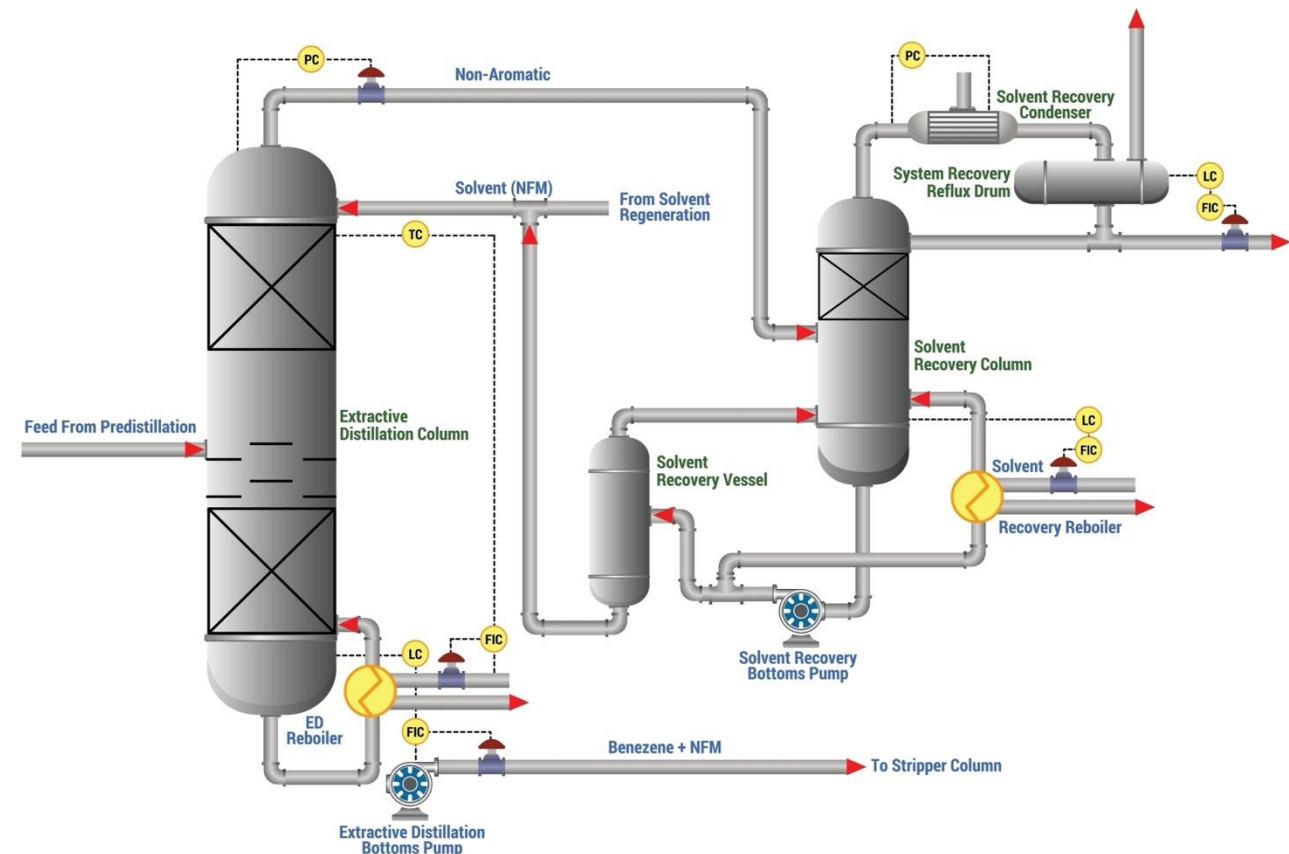 PC
Non-Aromatic
PC
Solvent Recovery
Condenser
System Recovery
Reflux Drum
LC
FIC
Solvent (NFM)
From Solvent
Regeneration
TC
Solvent
Recovery Column
Feed From Predistillation
Extractive
Distillation Column
LC
FIC
Solvent
Recovery Vessel
Solvent
Recovery Reboiler
LC
FIC
Solvent Recovery
Bottoms Pump
ED
Reboiler
FIC
Benezene + NFM
To Stripper Column
Extractive Distillation
Bottoms Pump